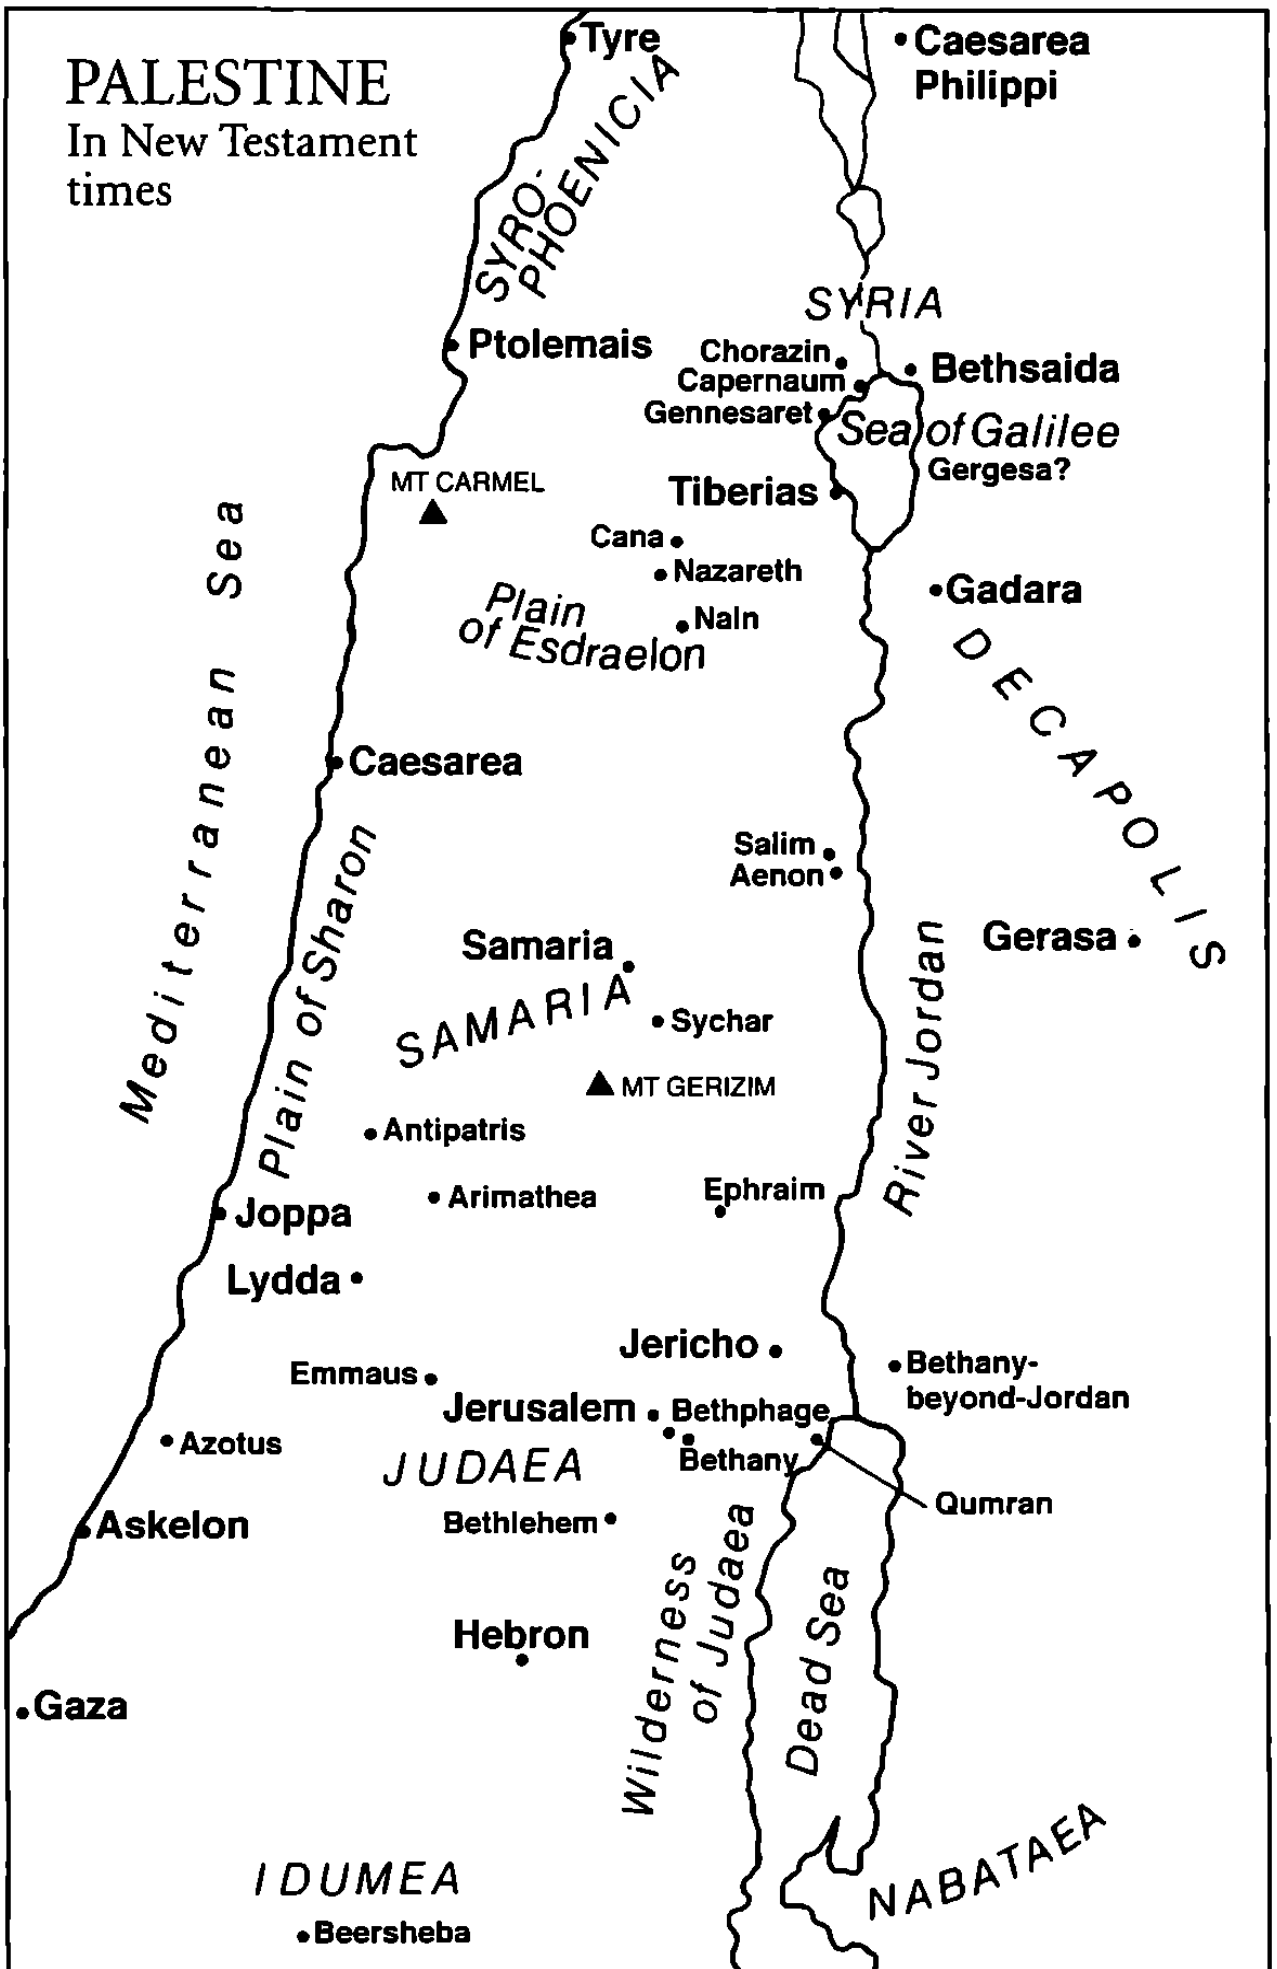 PALESTINE
In New Testament
times
Tyre
Caesarea
Philippi
SYRO-
PHOENICIA
SYRIA
Ptolemais
Chorazin
Bethsaida
Capernaum
Gennesaret
Sea of Galilee
Gergesa?
MT CARMEL
Tiberias
Cana
Nazareth
Gadara
Plain
of Esdraelon
Nain
DECAPOLIS
Mediterranean Sea
Caesarea
Plain of Sharon
Salim
Aenon
Samaria
Gerasa
SAMARIA
Sychar
River Jordan
MT GERIZIM
Antipatris
Arimathea
Ephraim
Joppa
Lydda
Jericho
Emmaus
Bethany-
beyond-Jordan
Jerusalem
Bethphage
Azotus
JUDAEA
Bethany
Qumran
Askelon
Bethlehem
Wilderness
of Judaea
Dead Sea
Hebron
Gaza
NABATAEA
IDUMEA
Beersheba